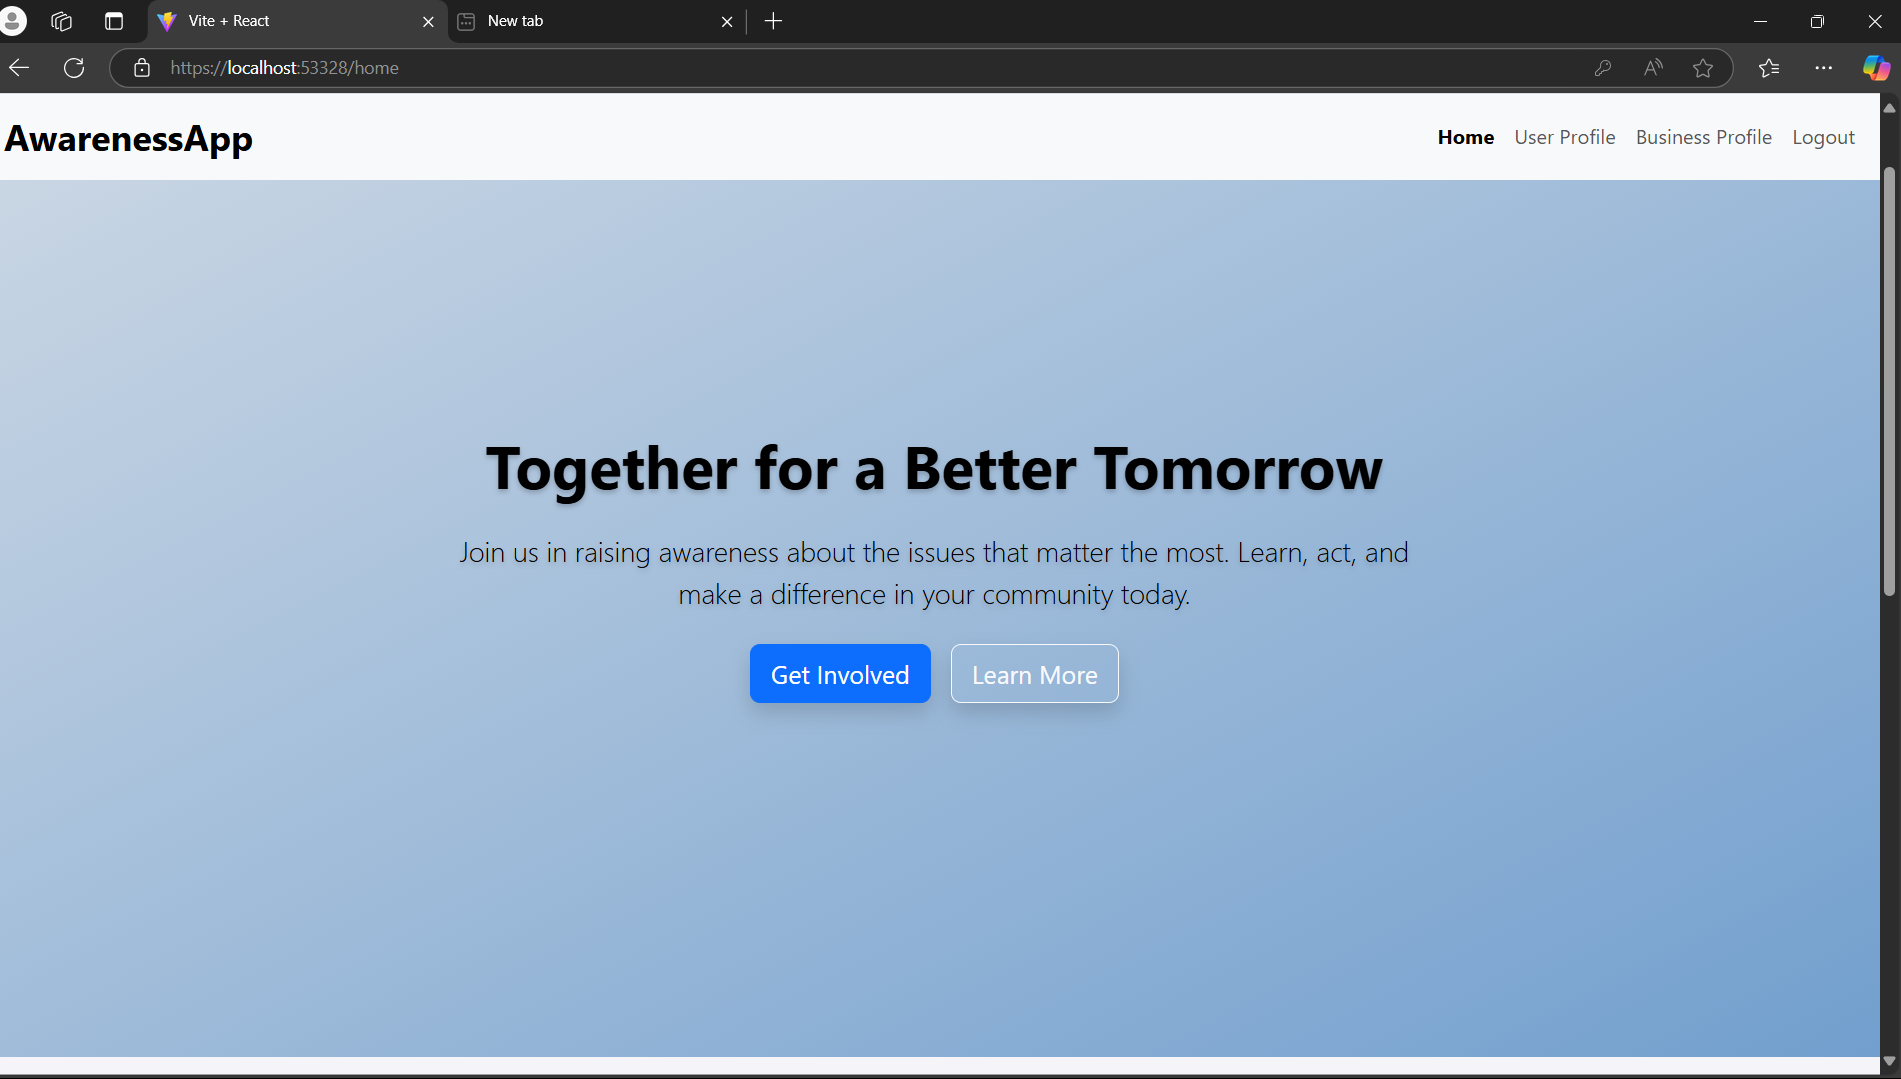 Vite + React
New tab
https://localhost:53328/home
AwarenessApp
Home User Profile Business Profile Logout
Together for a Better Tomorrow
Join us in raising awareness about the issues that matter the most. Learn, act, and
make a difference in your community today.
Get Involved
Learn More